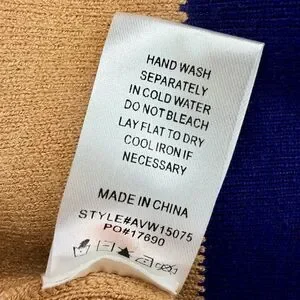 HAND WASH
SEPARATELY
IN COLD WATER
DO NOT BLEACH
LAY FLAT TO DRY
COOL IRON IF
NECESSARY
MADE IN CHINA
STYLE#AVW15075
PO#17690